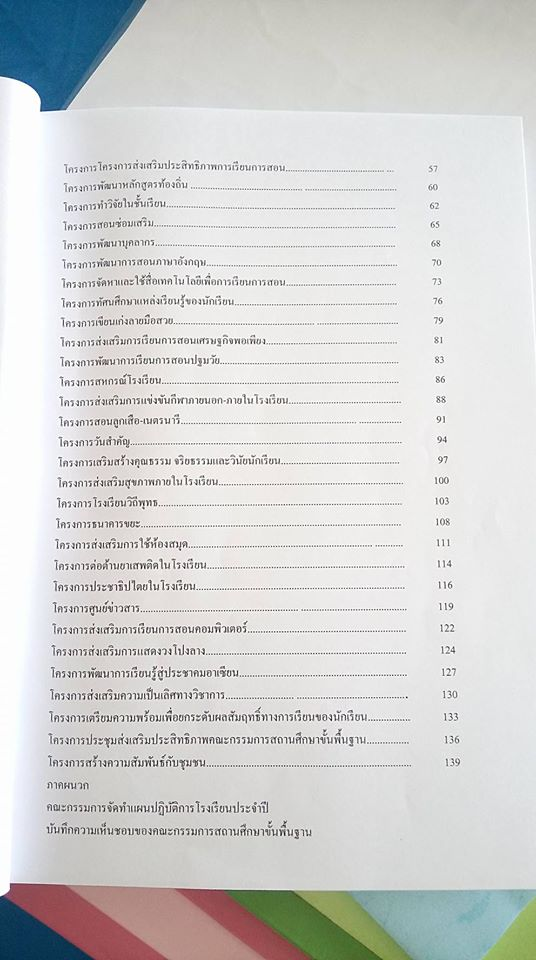 โครงการโครงการส่งเสริมประสิทธิภาพการเรียนการสอน.......................................... ... 57
โครงการพัฒนาหลักสูตรท้องถิ่น ..................................... ............................... 60
โครงการทำวิจัยในชั้นเรียน............................................................................. 62
โครงการสอนซ่อมเสริม................................................................................. 65
โครงการพัฒนาบุคลากร................................................................................ 68
โครงการพัฒนาการสอนภาษาอังกฤษ............................................................... 70
โครงการจัดหาและใช้สื่อเทคโนโลยีเพื่อการเรียนการสอน..................................... 73
โครงการทัศนศึกษาแหล่งเรียนรู้ของนักเรียน...................................................... 76
โครงการเขียนเก่งลายมือสวย............................................... ........................... 79
โครงการส่งเสริมการเรียนการสอนเศรษฐกิจพอเพียง............................................ 81
โครงการพัฒนาการเรียนการสอนปฐมวัย........................................................... 83
โครงการสหกรณ์โรงเรียน............................................................................... 86
โครงการส่งเสริมการแข่งขันกีฬาภายนอก-ภายในโรงเรียน..................................... 88
โครงการสอนลูกเสือ-เนตรนารี.......................................................... .............. 91
โครงการวันสำคัญ......................................................................................... 94
โครงการเสริมสร้างคุณธรรม จริยธรรมและวินัยนักเรียน........................................ 97
โครงการส่งเสริมสุขภาพภายในโรงเรียน............................................................. 100
โครงการโรงเรียนวิถีพุทธ................................................................................ 103
โครงการธนาคารขยะ..................................................................................... 108
โครงการส่งเสริมการใช้ห้องสมุด............................................................. ......... 111
โครงการต่อต้านยาเสพติดในโรงเรียน................................................................ 114
โครงการประชาธิปไตยในโรงเรียน.................................................................... 116
โครงการศูนย์ข่าวสาร.................................................... .................................. 119
โครงการส่งเสริมการเรียนการสอนคอมพิวเตอร์.................................................... 122
โครงการส่งเสริมการแสดงวงโปงลาง................................................................. 124
โครงการพัฒนาการเรียนรู้สู่ประชาคมอาเซียน...................................................... 127
โครงการส่งเสริมความเป็นเลิศทางวิชาการ....................... ..................................... 130
โครงการเตรียมความพร้อมเพื่อยกระดับผลสัมฤทธิ์ทางการเรียนของนักเรียน............... 133
โครงการประชุมส่งเสริมประสิทธิภาพคณะกรรมการสถานศึกษาขั้นพื้นฐาน............... 136
โครงการสร้างความสัมพันธ์กับชุมชน.................................................................. 139
ภาคผนวก
คณะกรรมการจัดทำแผนปฏิบัติการโรงเรียนประจำปี
บันทึกความเห็นชอบของคณะกรรมการสถานศึกษาขั้นพื้นฐาน